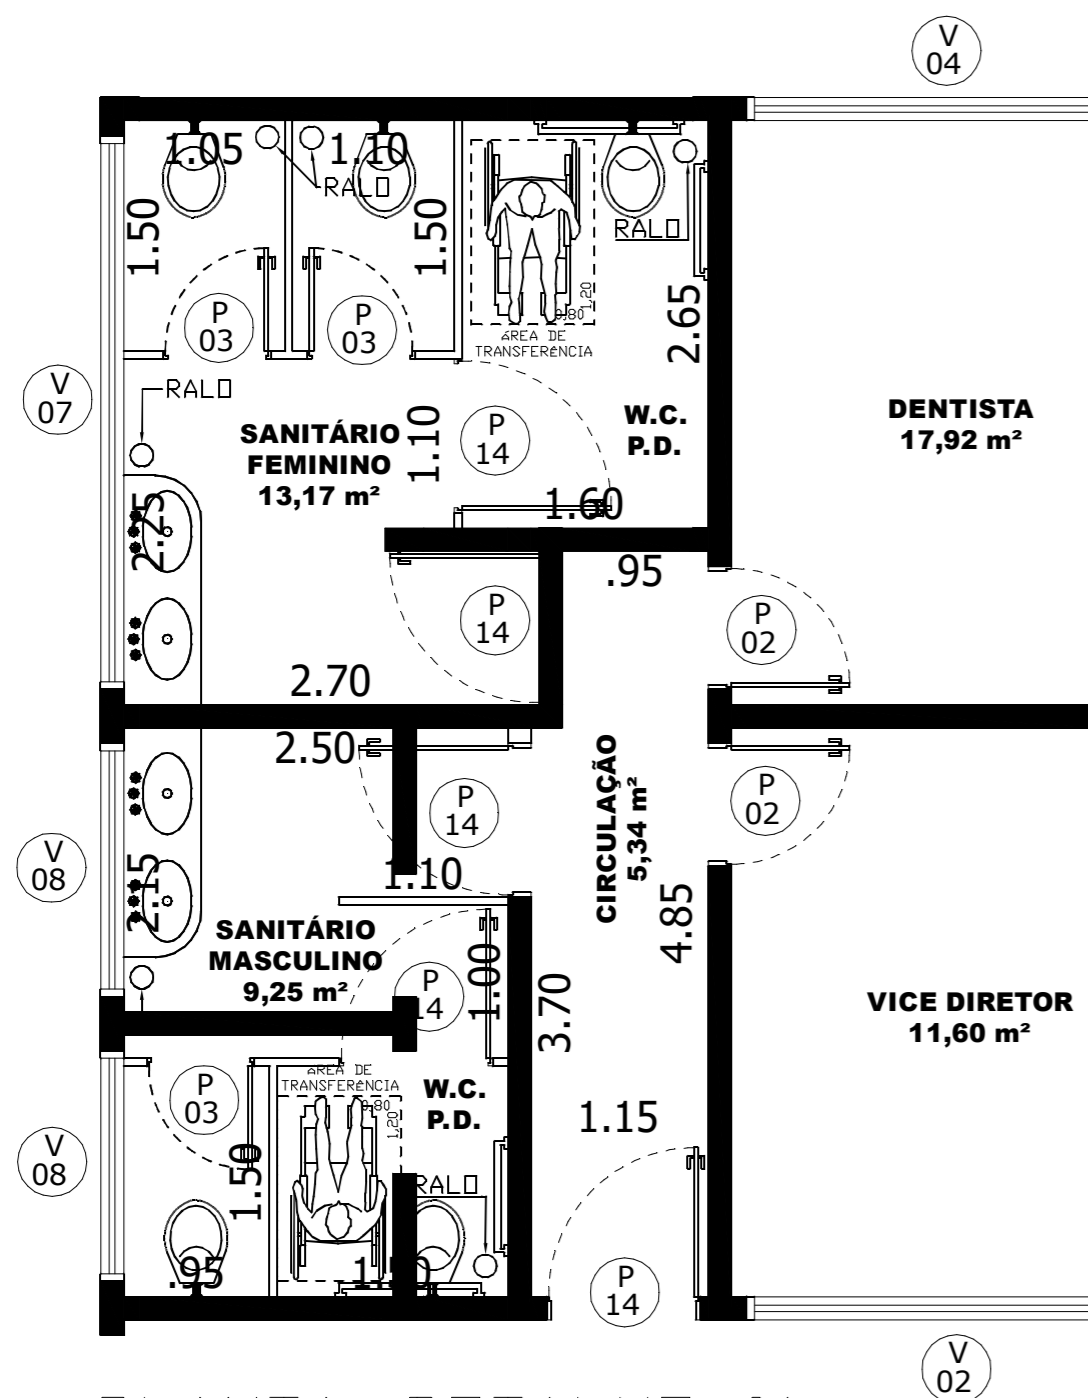 V
04
1.05
1.10
RALO
1.50
1.50
RALO
P
03
P
03
0,80
1,20
ÁREA DE
TRANSFERÊNCIA
2.65
V
07
RALO
SANITÁRIO
FEMININO
13,17 m²
1.10
P
14
W.C.
P.D.
DENTISTA
17,92 m²
2.25
1.60
.95
P
14
P
02
2.70
2.50
P
14
P
02
CIRCULAÇÃO
5,34 m²
V
08
2.15
1.10
SANITÁRIO
MASCULINO
9,25 m²
P
14
1.00
3.70
4.85
VICE DIRETOR
11,60 m²
ÁREA DE
TRANSFERÊNCIA
0,80
1,20
W.C.
P.D.
P
03
1.50
1.15
V
08
RALO
.95
P
14
V
02